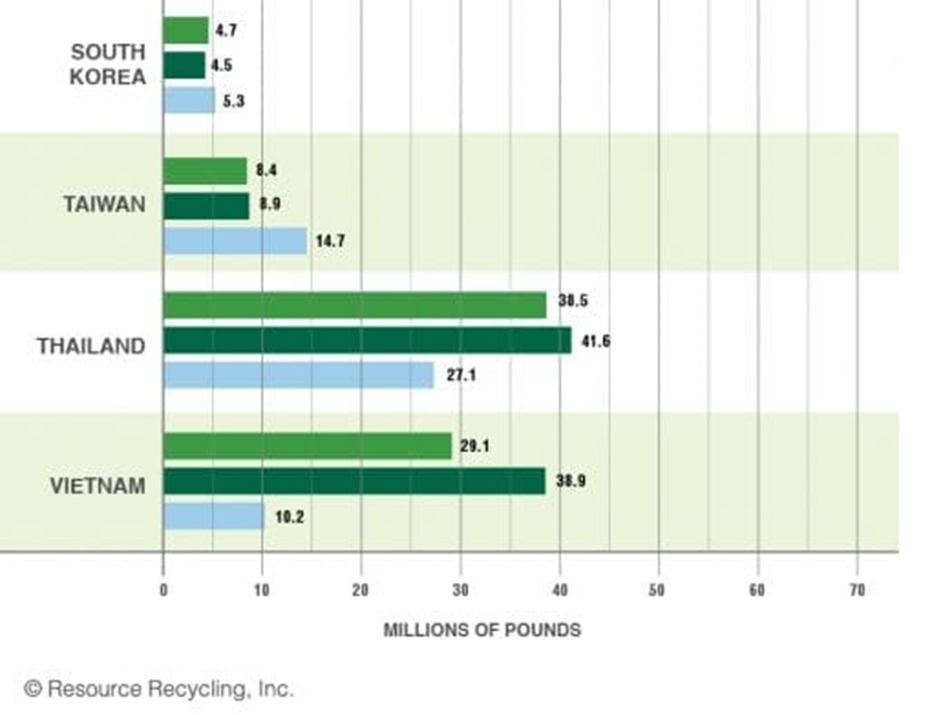 4.7
SOUTH
KOREA
4.5
5.3
8.4
TAIWAN
8.9
14.7
38.5
THAILAND
41.6
27.1
29.1
VIETNAM
38.9
10.2
0 10 20 30 40 50 60 70
MILLIONS OF POUNDS
© Resource Recycling, Inc.